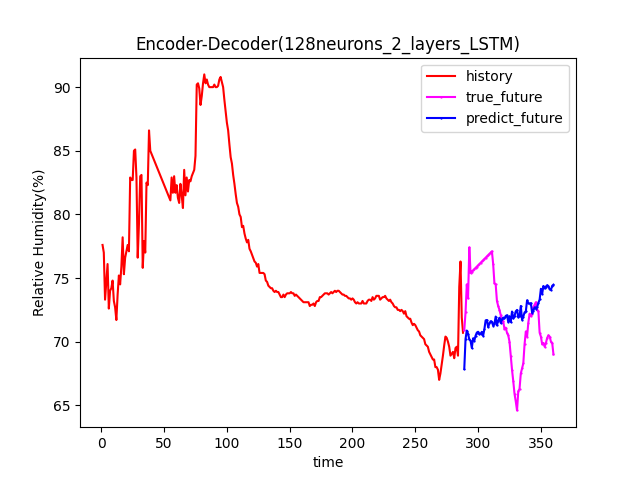 Encoder-Decoder(128neurons_2_layers_LSTM)
history
true_future
predict_future
Relative Humidity(%)
90
85
80
75
70
65
0 50 100 150 200 250 300 350
time